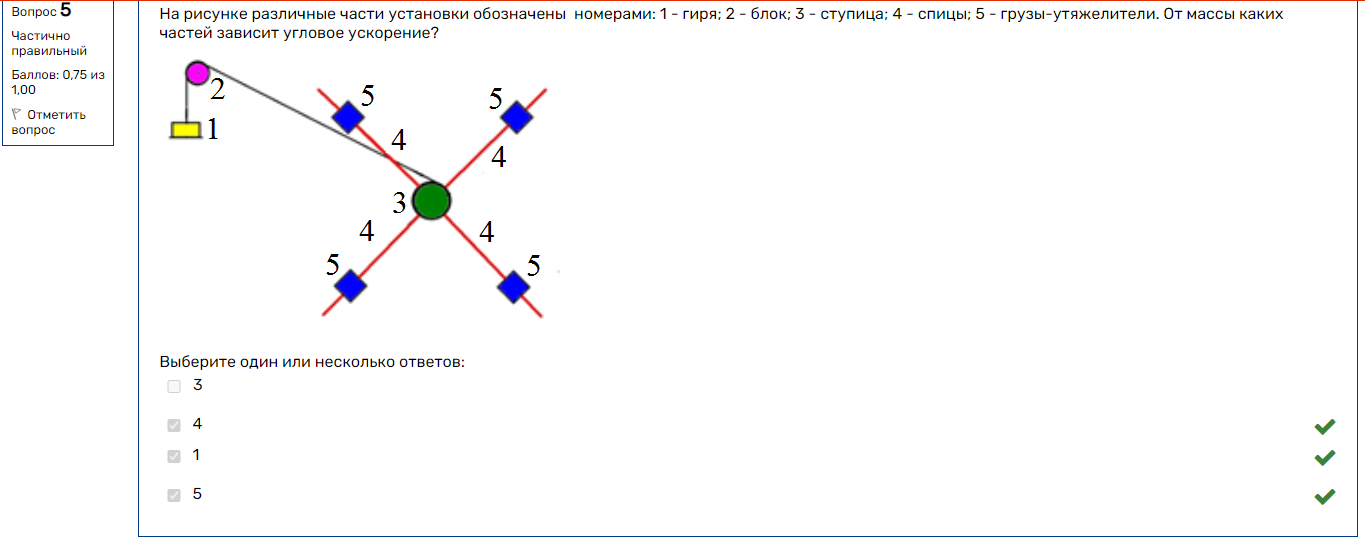 Вопрос 5
Частично
правильный
Баллов: 0,75 из
1,00
Отметить
вопрос
На рисунке различные части установки обозначены номерами: 1 - гиря; 2 - блок; 3 - ступица; 4 - спицы; 5 - грузы-утяжелители. От массы каких
частей зависит угловое ускорение?
5
5
2
1
4
4
3
4
4
5
5
Выберите один или несколько ответов:
3
4
1
5